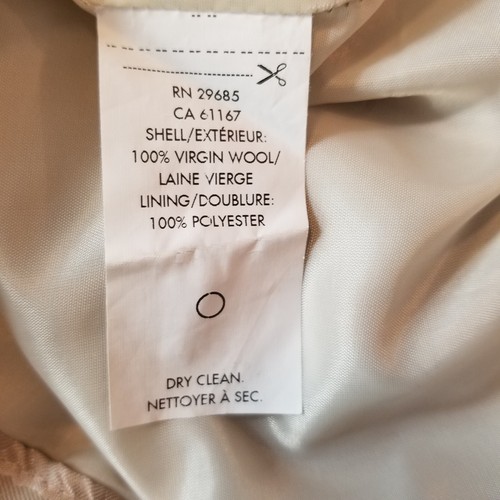 RN 29685
CA 61167
SHELL/EXTÉRIEUR:
100% VIRGIN WOOL/
LAINE VIERGE
LINING/DOUBLURE:
100% POLYESTER
DRY CLEAN.
NETTOYER À SEC.